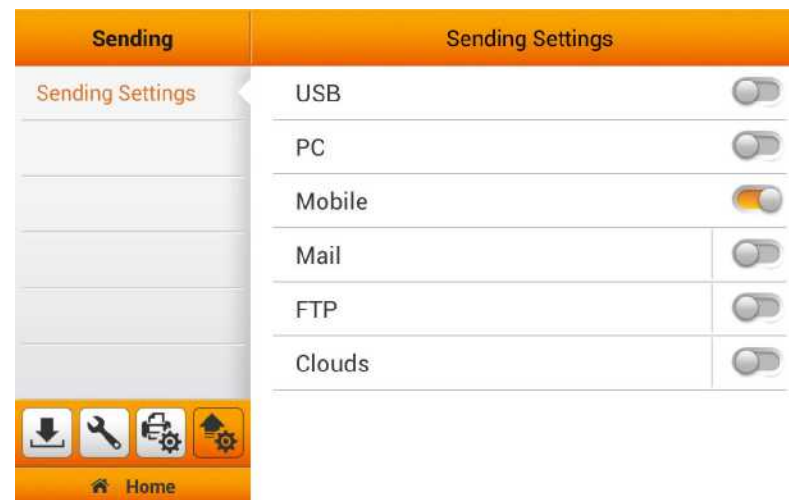 Sending
Sending Settings
Sending Settings
USB
PC
Mobile
Mail
FTP
Clouds
Home